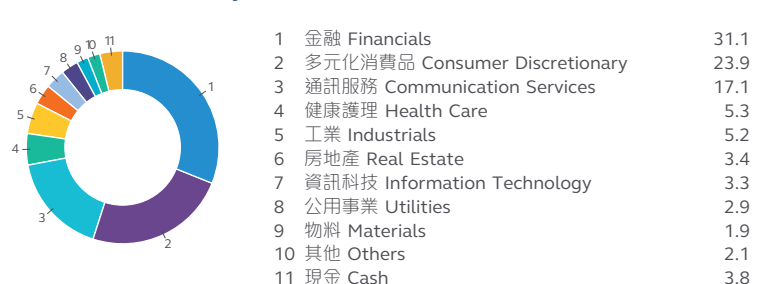 1 金融 Financials 31.1
2 多元化消費品 Consumer Discretionary 23.9
3 通訊服務 Communication Services 17.1
4 健康護理 Health Care 5.3
5 工業 Industrials 5.2
6 房地產 Real Estate 3.4
7 資訊科技 Information Technology 3.3
8 公用事業 Utilities 2.9
9 物料 Materials 1.9
10 其他 Others 2.1
11 現金 Cash 3.8
1
2
3
4
5
6
7
8
9
10
11